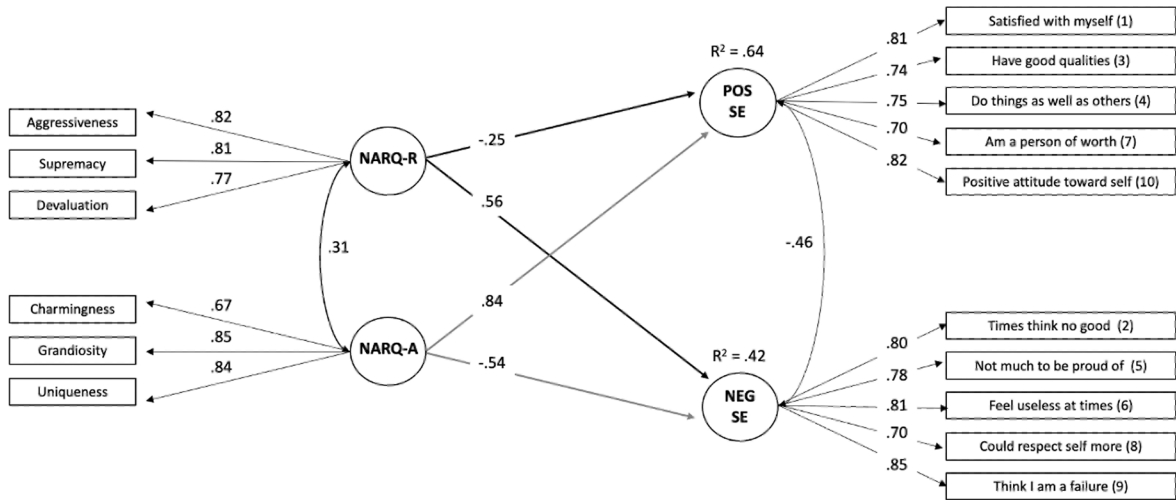 Satisfied with myself (1)
.81
R² = .64
.74
Have good qualities (3)
POS
SE
.75
Do things as well as others (4)
Aggressiveness
.82
.70
Am a person of worth (7)
-.25
Supremacy
.81
NARQ-R
.82
Positive attitude toward self (10)
.77
Devaluation
.56
.31
-.46
Charmingness
.67
.84
Times think no good (2)
.80
Grandiosity
.85
NARQ-A
-.54
R² = .42
.78
Not much to be proud of (5)
Uniqueness
.84
NEG
SE
.81
Feel useless at times (6)
.70
Could respect self more (8)
.85
Think I am a failure (9)